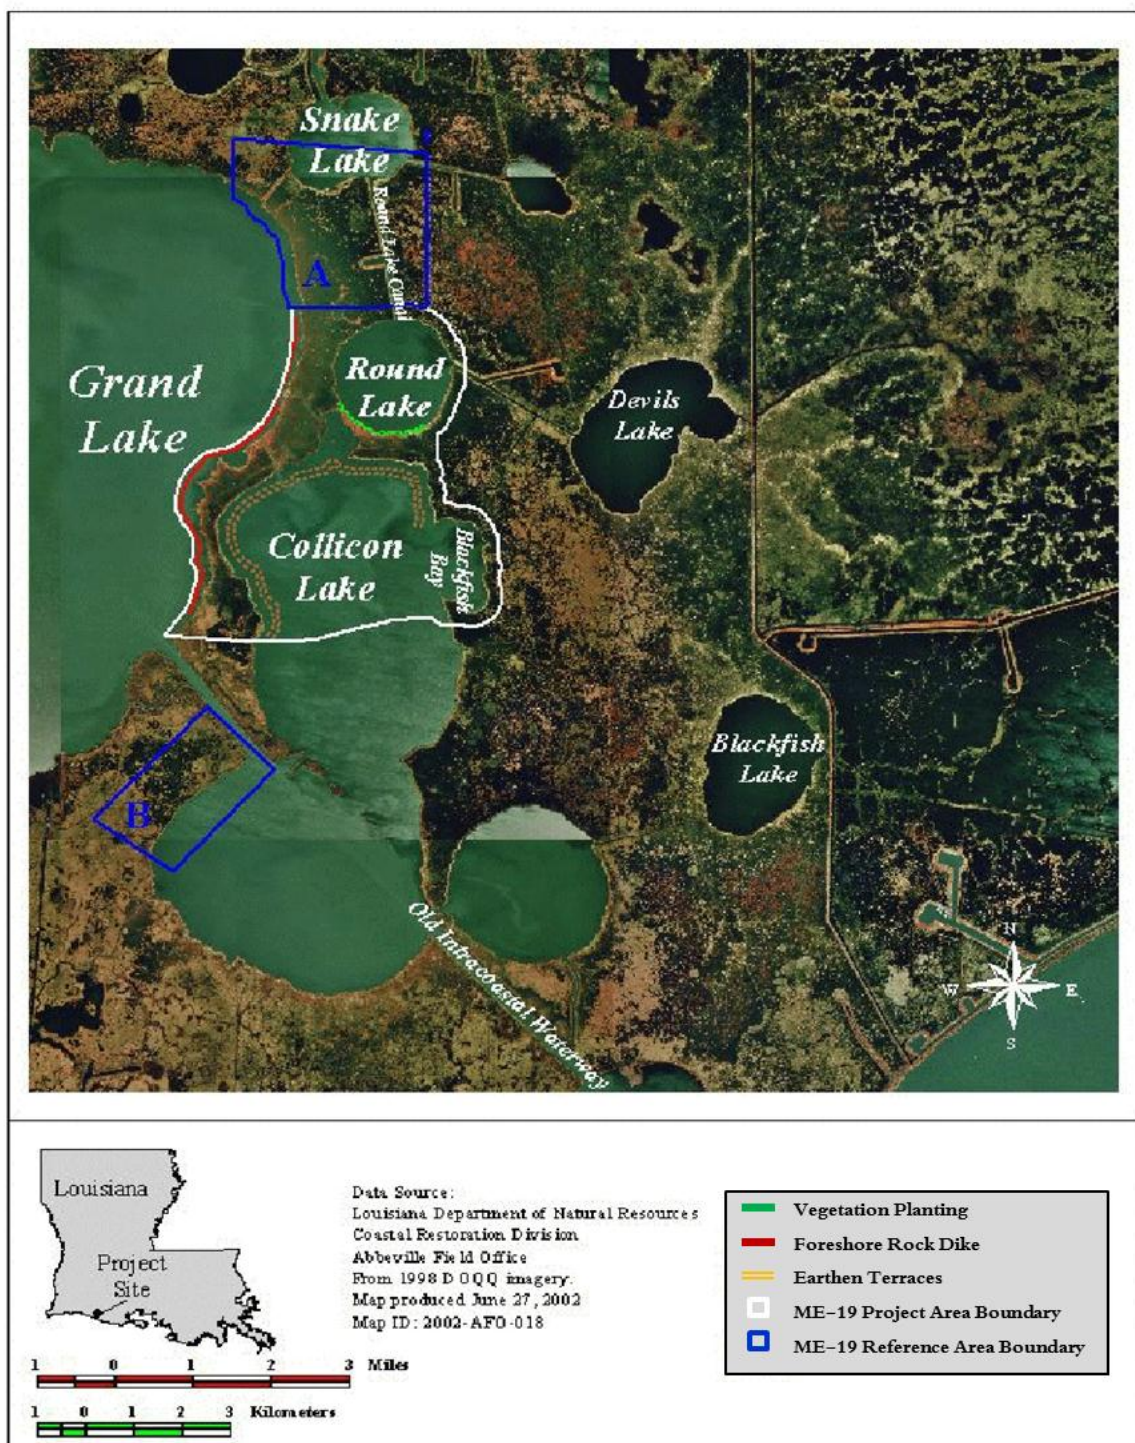 Snake
Lake
Round Lake Canal
A
Grand
Lake
Round
Lake
Devils
Lake
Collicon
Lake
Blackfish
Bay
Blackfish
Lake
B
Old Intracoastal Waterway
N
W
E
S
Louisiana
Project
Site
Data Source:
Louisiana Department of Natural Resources
Coastal Restoration Division
Abbeville Field Office
From 1998 DOQQ imagery.
Map produced June 27, 2002
Map ID: 2002-AFO-018
1 0 1 2 3 Miles
1 0 1 2 3 Kilometers
Vegetation Planting
Foreshore Rock Dike
Earthen Terraces
ME-19 Project Area Boundary
ME-19 Reference Area Boundary